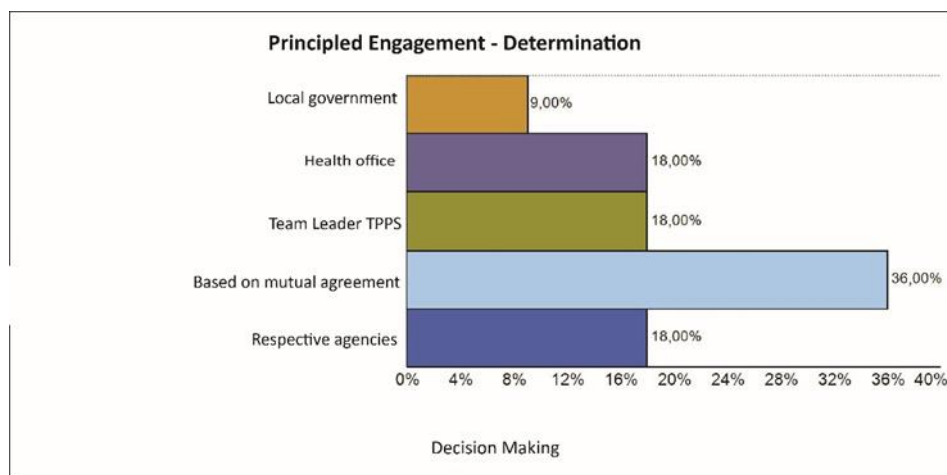 Principled Engagement - Determination
Local government
9,00%
Health office
18,00%
Team Leader TPPS
18,00%
Based on mutual agreement
36,00%
Respective agencies
18,00%
0% 4% 8% 12% 16% 20% 24% 28% 32% 36% 40%
Decision Making